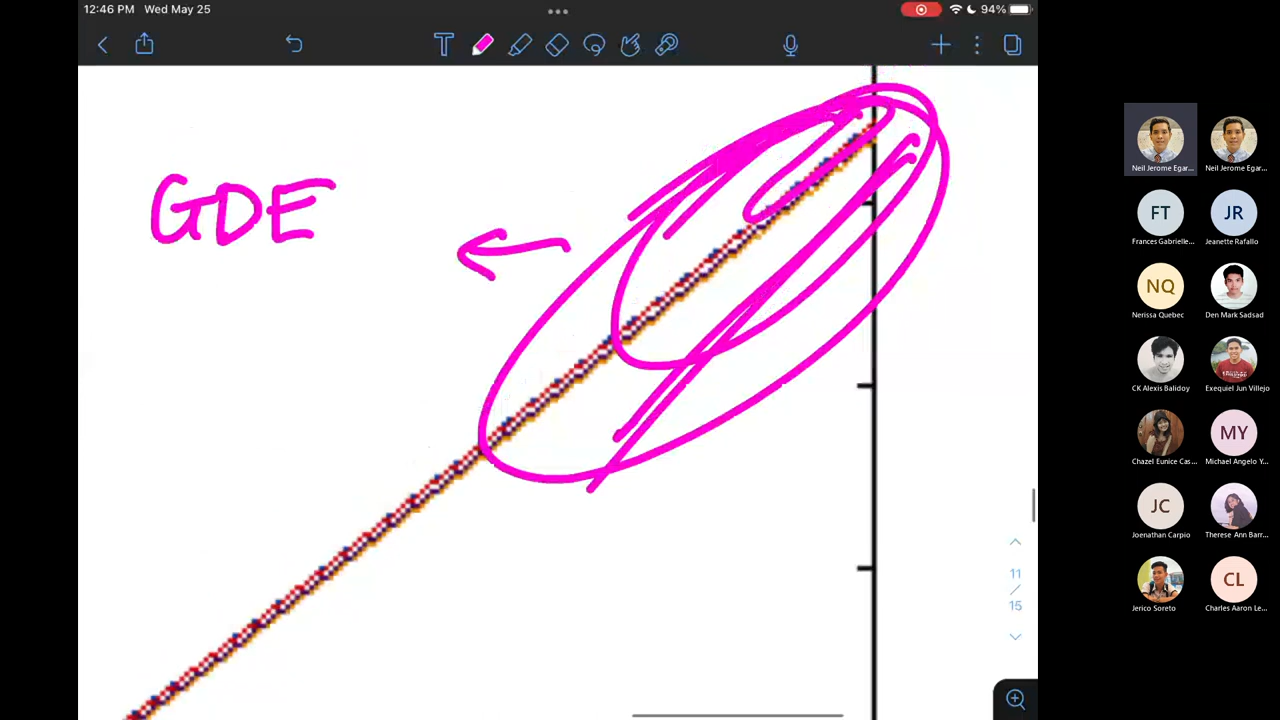 12:46 PM Wed May 25
94%
T
GDE
11
15
Neil Jerome Egar...
Neil Jerome Egar...
FT
JR
Frances Gabrielle...
Jeanette Rafallo
NQ
Nerissa Quebec
Den Mark Sadsad
CK Alexis Balidoy
Exequiel Jun Villejo
MY
Chazel Eunice Cas...
Michael Angelo Y...
JC
Joenathan Carpio
Therese Ann Barr...
CL
Jerico Soreto
Charles Aaron Le...